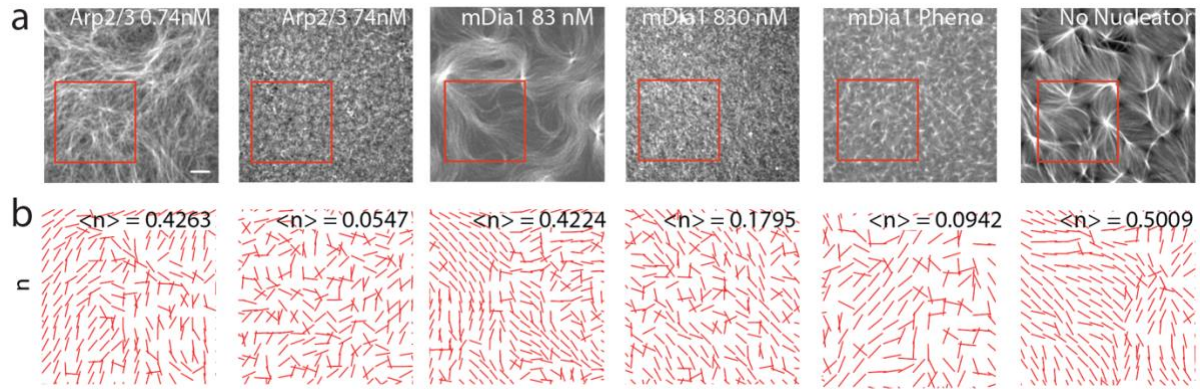 a
Arp2/3 0.74nM
Arp2/3 74nM
mDia1 83 nM
mDia1 830 nM
mDia1 Pheno
No Nucleator
b
<n> = 0.4263
<n> = 0.0547
<n> = 0.4224
<n> = 0.1795
<n> = 0.0942
<n> = 0.5009
n